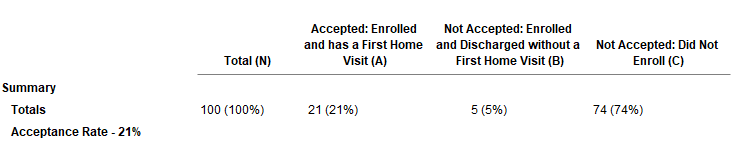 Total (N)
Accepted: Enrolled
and has a First Home
Visit (A)
Not Accepted: Enrolled
and Discharged without a
First Home Visit (B)
Not Accepted: Did Not
Enroll (C)
Summary
Totals 100 (100%) 21 (21%) 5 (5%) 74 (74%)
Acceptance Rate - 21%